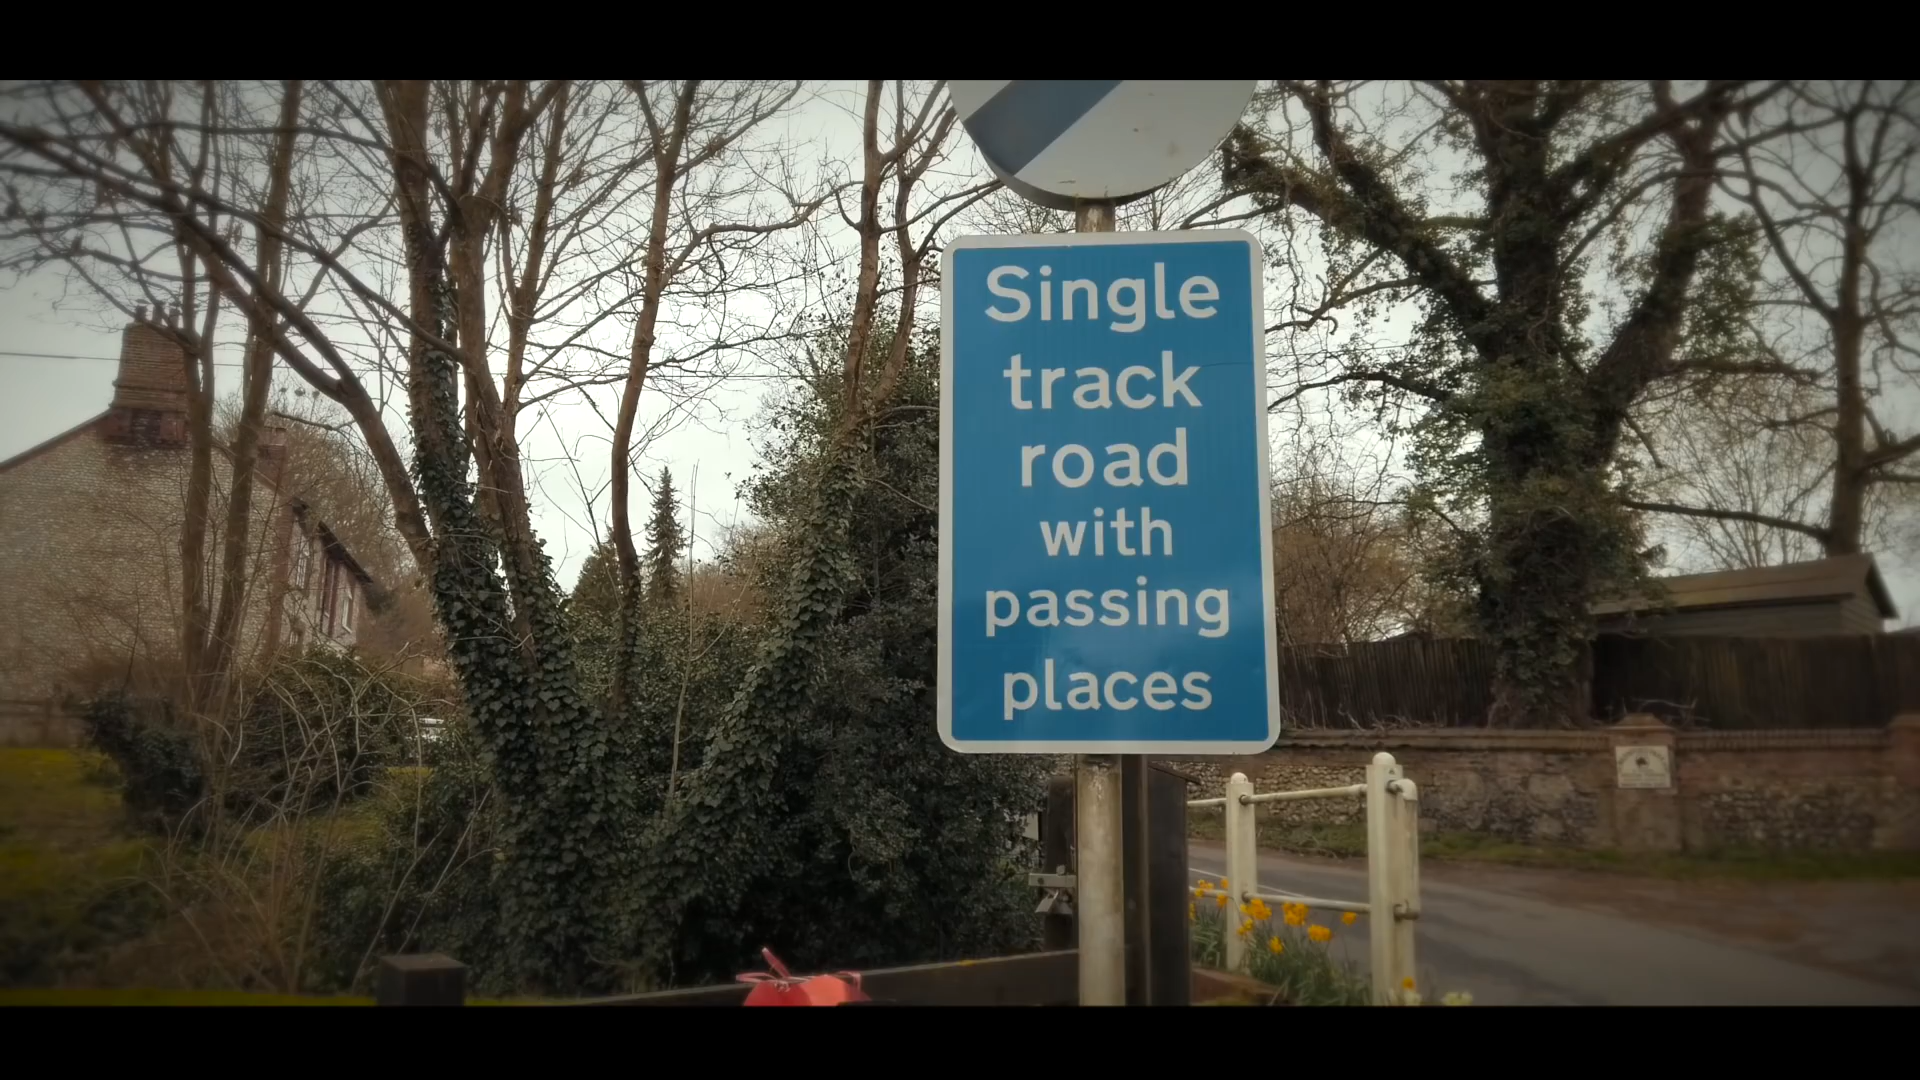 Single
track
road
with
passing
places